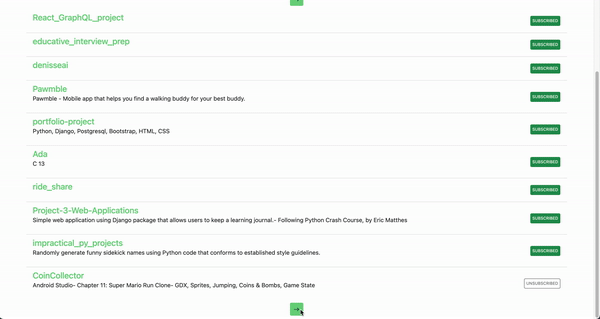 React_GraphQL_project
SUBSCRIBED
educative_interview_prep
SUBSCRIBED
denisseai
SUBSCRIBED
Pawmble
Pawmble - Mobile app that helps you find a walking buddy for your best buddy.
SUBSCRIBED
portfolio-project
Python, Django, Postgresql, Bootstrap, HTML, CSS
SUBSCRIBED
Ada
C 13
SUBSCRIBED
ride_share
SUBSCRIBED
Project-3-Web-Applications
Simple web application using Django package that allows users to keep a learning journal.- Following Python Crash Course, by Eric Matthes
SUBSCRIBED
impractical_py_projects
Randomly generate funny sidekick names using Python code that conforms to established style guidelines.
SUBSCRIBED
CoinCollector
Android Studio- Chapter 11: Super Mario Run Clone- GDX, Sprites, Jumping, Coins & Bombs, Game State
UNSUBSCRIBED
→